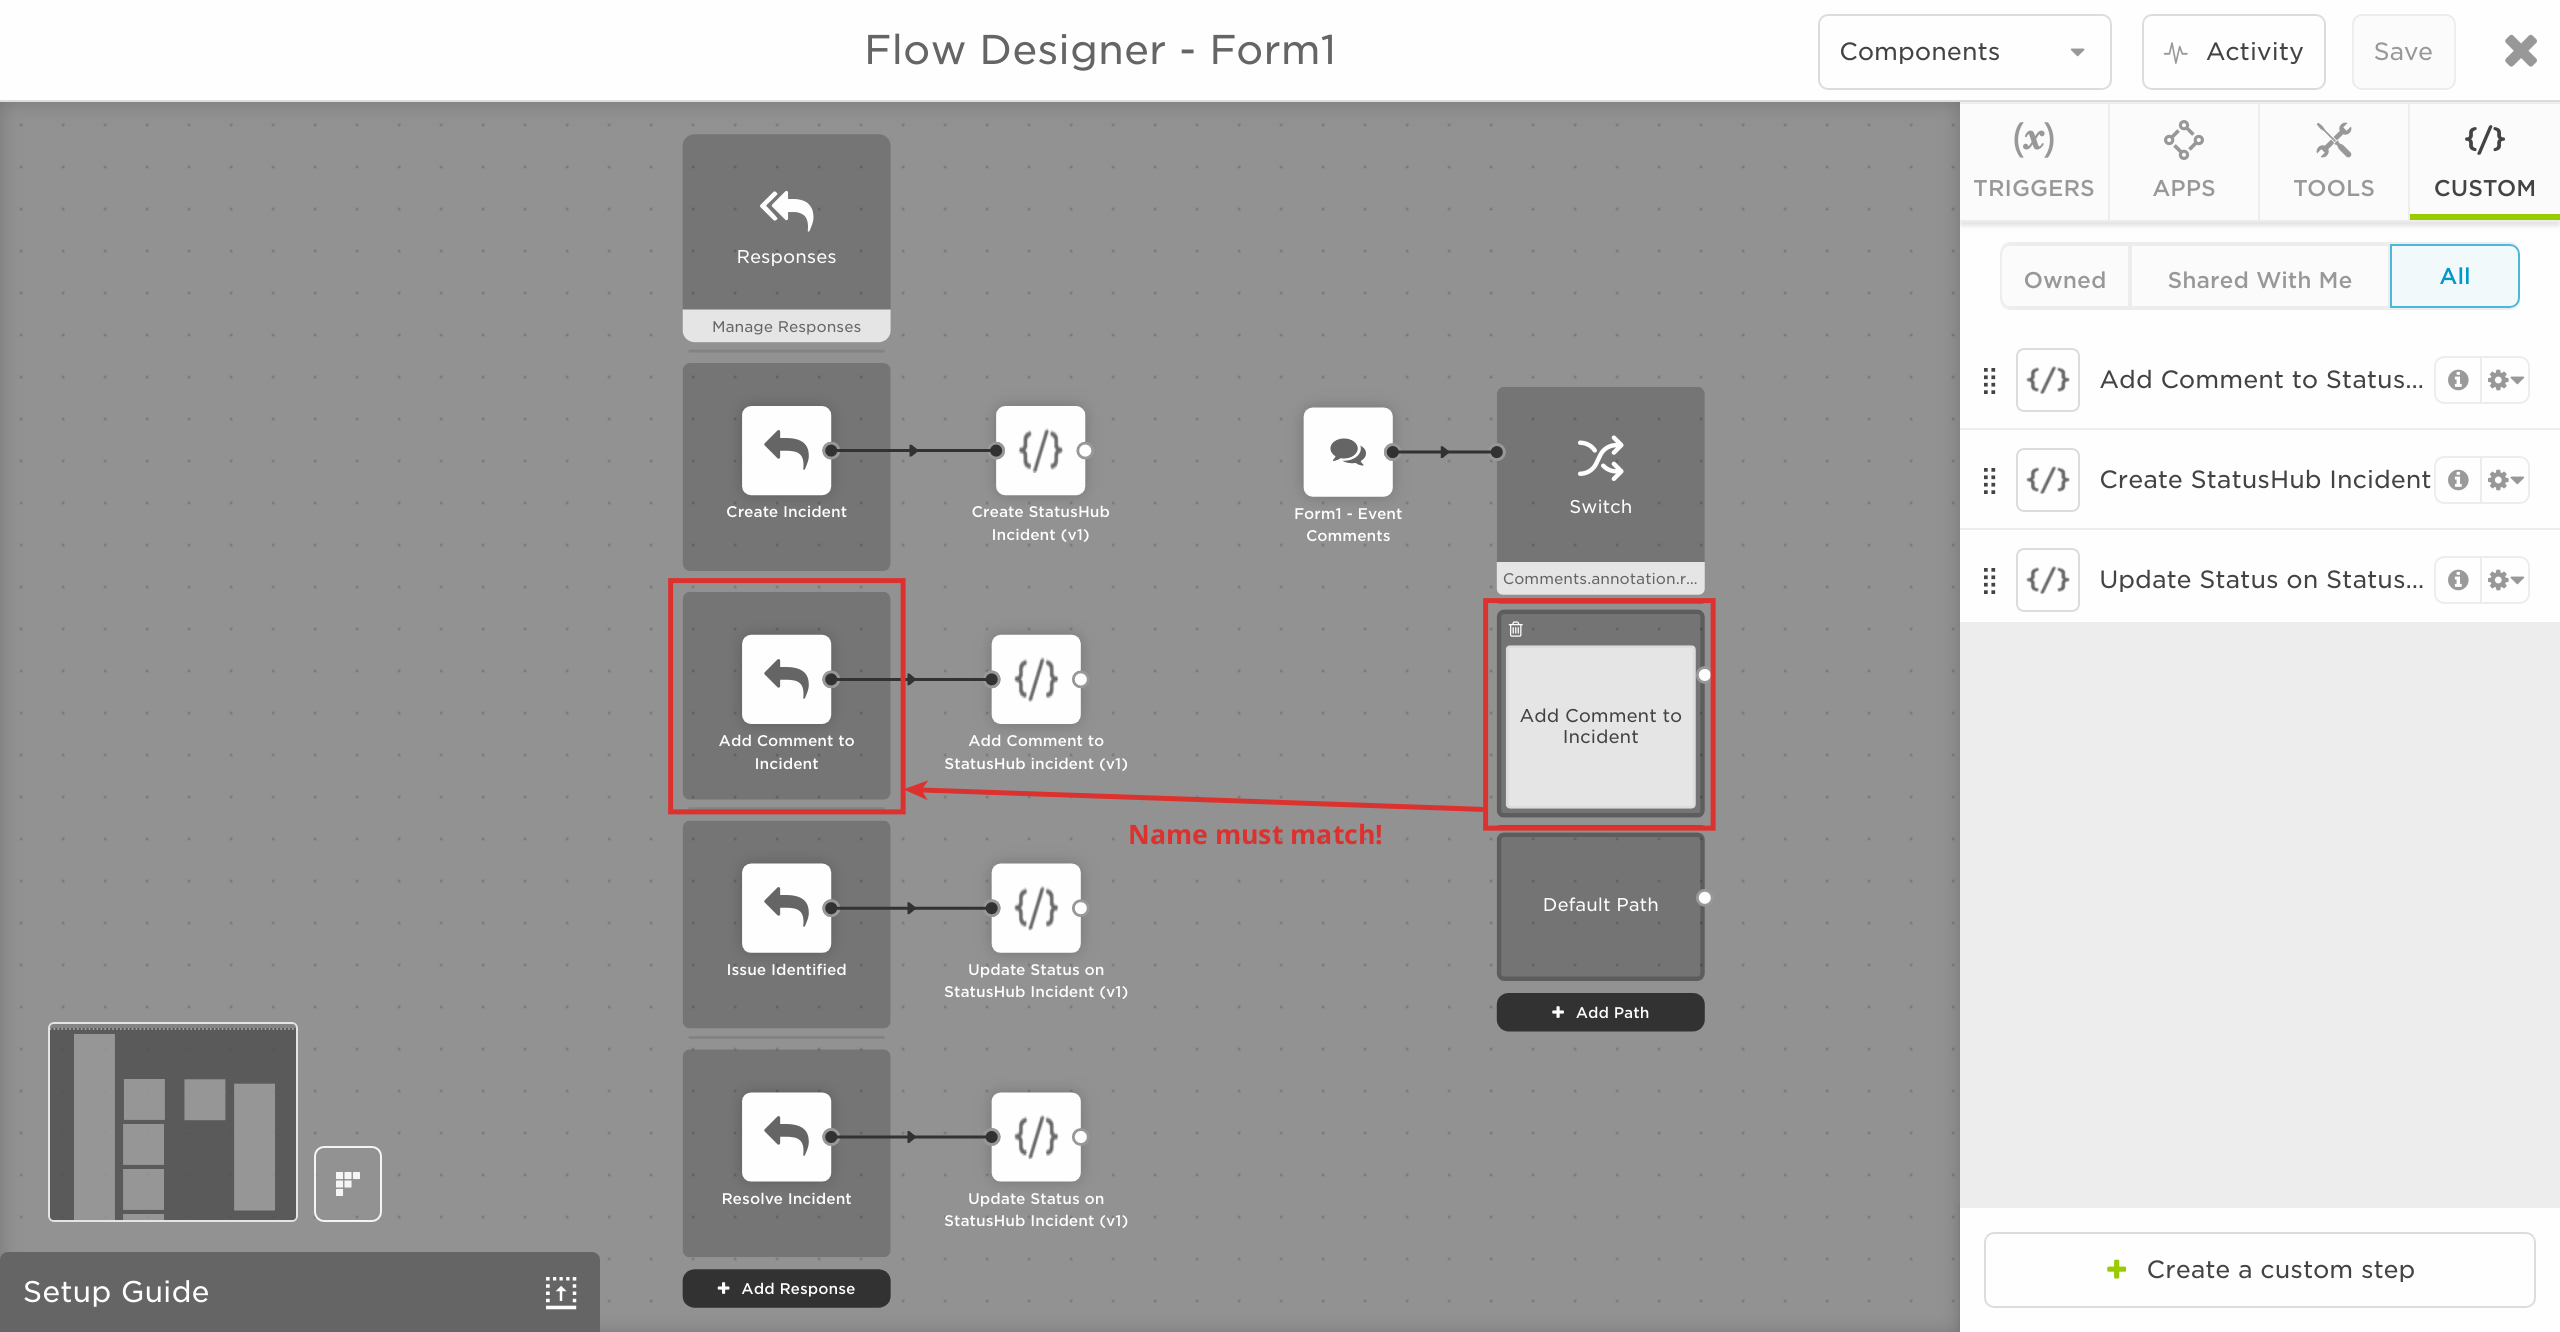 Flow Designer - Form1
Components
Activity
Save
(x)
TRIGGERS
APPS
TOOLS
{/}
CUSTOM
Owned
Shared With Me
All
{/}
Add Comment to Status...
{/}
Create StatusHub Incident
{/}
Update Status on Status...
Create a custom step
Responses
Manage Responses
Create Incident
{/}
Create StatusHub
Incident (v1)
Add Comment to
Incident
{/}
Add Comment to
StatusHub incident (v1)
Issue Identified
{/}
Update Status on
StatusHub Incident (v1)
Resolve Incident
{/}
Update Status on
StatusHub Incident (v1)
Add Response
Form1 - Event
Comments
Switch
Comments.annotation.r...
Add Comment to
Incident
Name must match!
Default Path
Add Path
Setup Guide